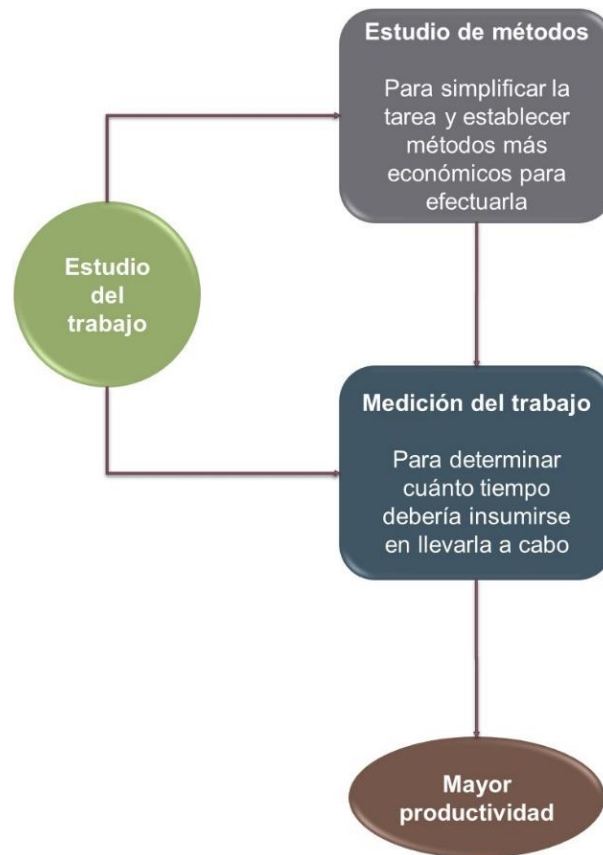 Estudio de métodos
Para simplificar la
tarea y establecer
métodos más
económicos para
efectuarla
Estudio
del
trabajo
Medición del trabajo
Para determinar
cuánto tiempo
debería insumirse
en llevarla a cabo
Mayor
productividad